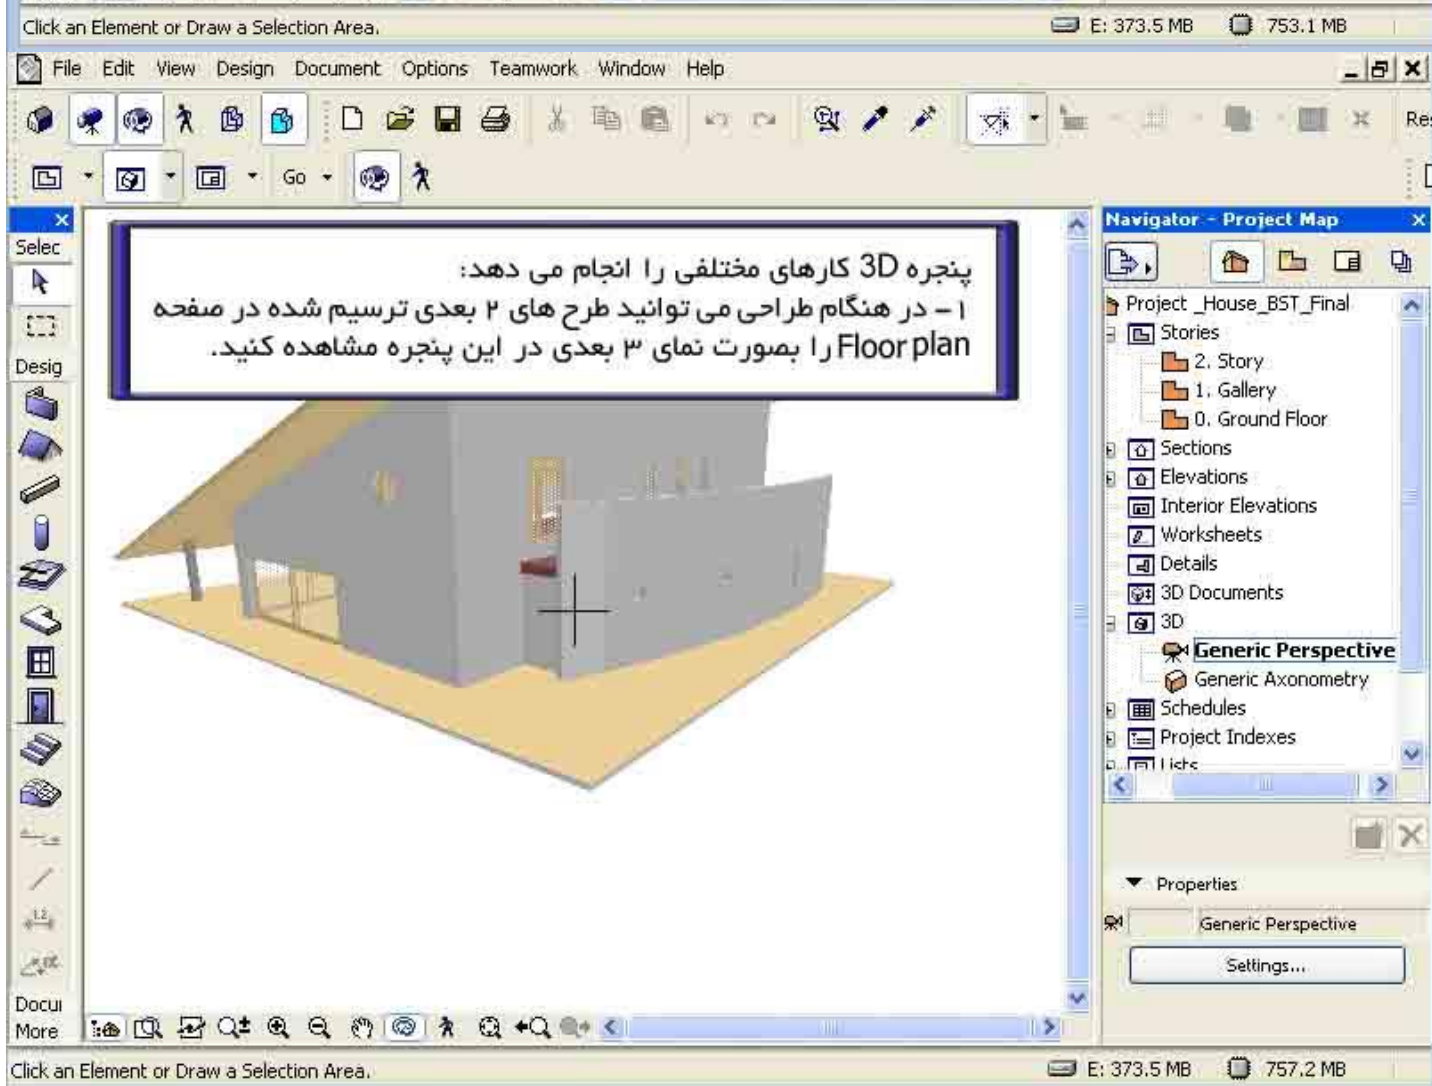 Click an Element or Draw a Selection Area.
E: 373.5 MB
753.1 MB
File Edit View Design Document Options Teamwork Window Help
Re
Go
Selec
Desig
Docui
More
پنجره 3D کارهای مختلفی را انجام می دهد:
۱- در هنگام طراحی می توانید طرح های ۲ بعدی ترسیم شده در صفحه
Floor plan را بصورت نمای ۳ بعدی در این پنجره مشاهده کنید.
Navigator - Project Map
Project _House_BST_Final
Stories
2. Story
1. Gallery
0. Ground Floor
Sections
Elevations
Interior Elevations
Worksheets
Details
3D Documents
3D
Generic Perspective
Generic Axonometry
Schedules
Project Indexes
Lists
Properties
Generic Perspective
Settings...
Click an Element or Draw a Selection Area.
E: 373.5 MB
757.2 MB